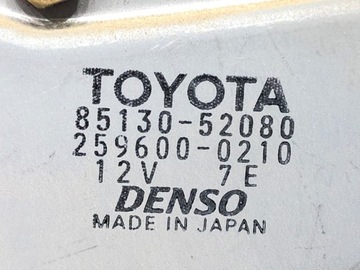 TOYOTA
85130-52080
259600-0210
12V 7E
DENSO
MADE IN JAPAN